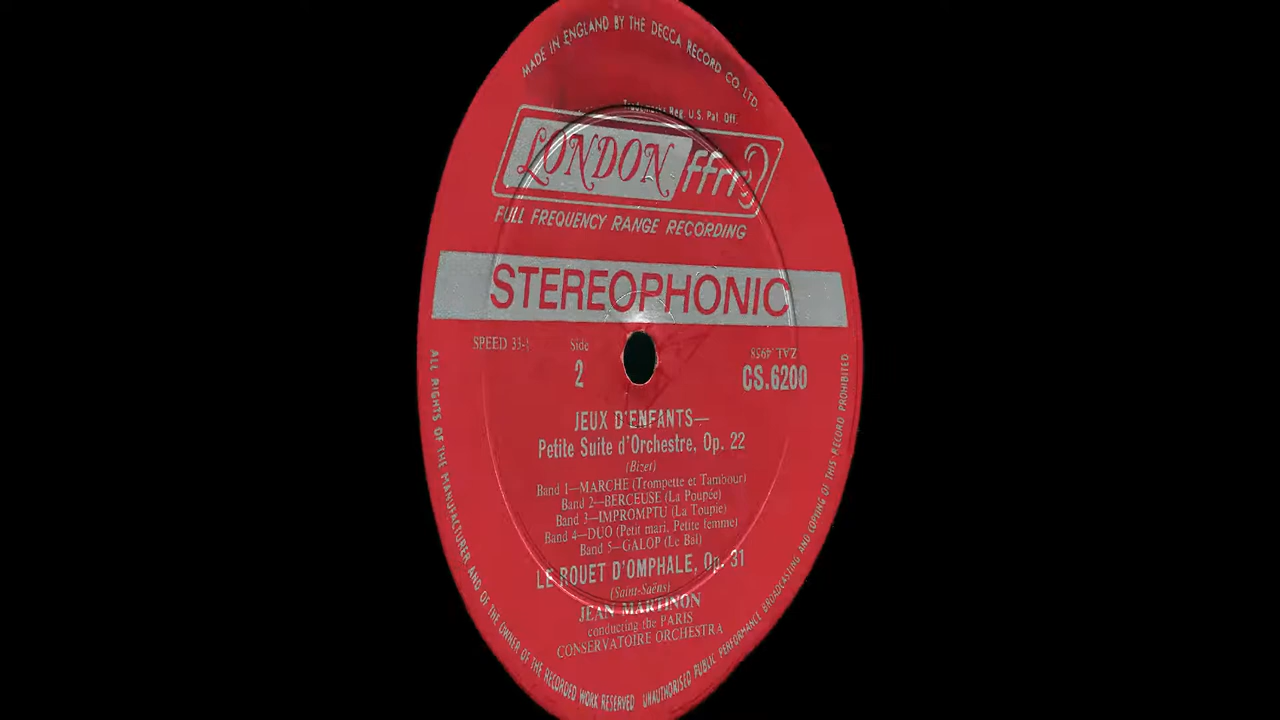 MADE IN ENGLAND BY THE DECCA RECORD CO. LTD.
Trademarks Reg. U.S. Pat. Off.
LONDON ffrr
FULL FREQUENCY RANGE RECORDING
STEREOPHONIC
SPEED 33-1
Side
2
ZAL.4958
CS.6200
JEUX D'ENFANTS—
Petite Suite d'Orchestre, Op. 22
(Bizet)
Band 1—MARCHE (Trompette et Tambour)
Band 2—BERCEUSE (La Poupée)
Band 3—IMPROMPTU (La Toupie)
Band 4—DUO (Petit mari, Petite femme)
Band 5—GALOP (Le Bal)
LE ROUET D'OMPHALE, Op. 31
(Saint-Saëns)
JEAN MARTINON
conducting the PARIS
CONSERVATOIRE ORCHESTRA
ALL RIGHTS OF THE MANUFACTURER AND OF THE OWNER OF THE RECORDED WORK RESERVED UNAUTHORISED PUBLIC PERFORMANCE BROADCASTING AND COPYING OF THIS RECORD PROHIBITED